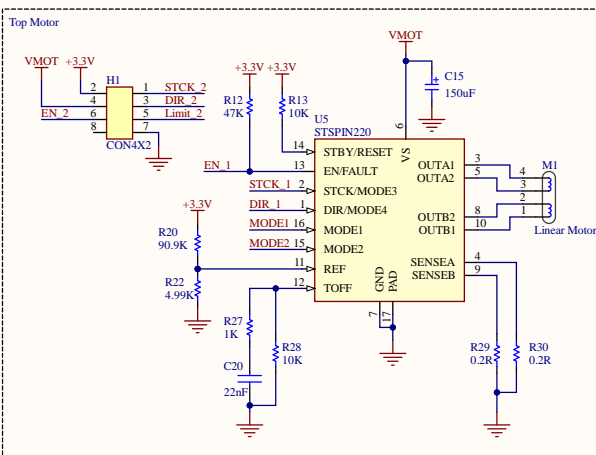 Top Motor
VMOT
VMOT +3.3V
H1
2 1 STCK_2
4 3 DIR_2
EN_2 6 5 Limit_2
8 7
CON4X2
+3.3V +3.3V
R12
47K
R13
10K
C15
150uF
U5
STSPIN220
6
VS
14 STBY/RESET
EN_1 13 EN/FAULT
STCK_1 2 STCK/MODE3
DIR_1 1 DIR/MODE4
MODE1 16 MODE1
MODE2 15 MODE2
11 REF
12 TOFF
OUTA1 3
OUTA2 5
OUTB2 8
OUTB1 10
SENSEA 4
SENSEB 9
GND
PAD
7
17
M1
4
3
2
1
Linear Motor
+3.3V
R20
90.9K
R22
4.99K
R27
1K
R28
10K
C20
22nF
R29
0.2R
R30
0.2R